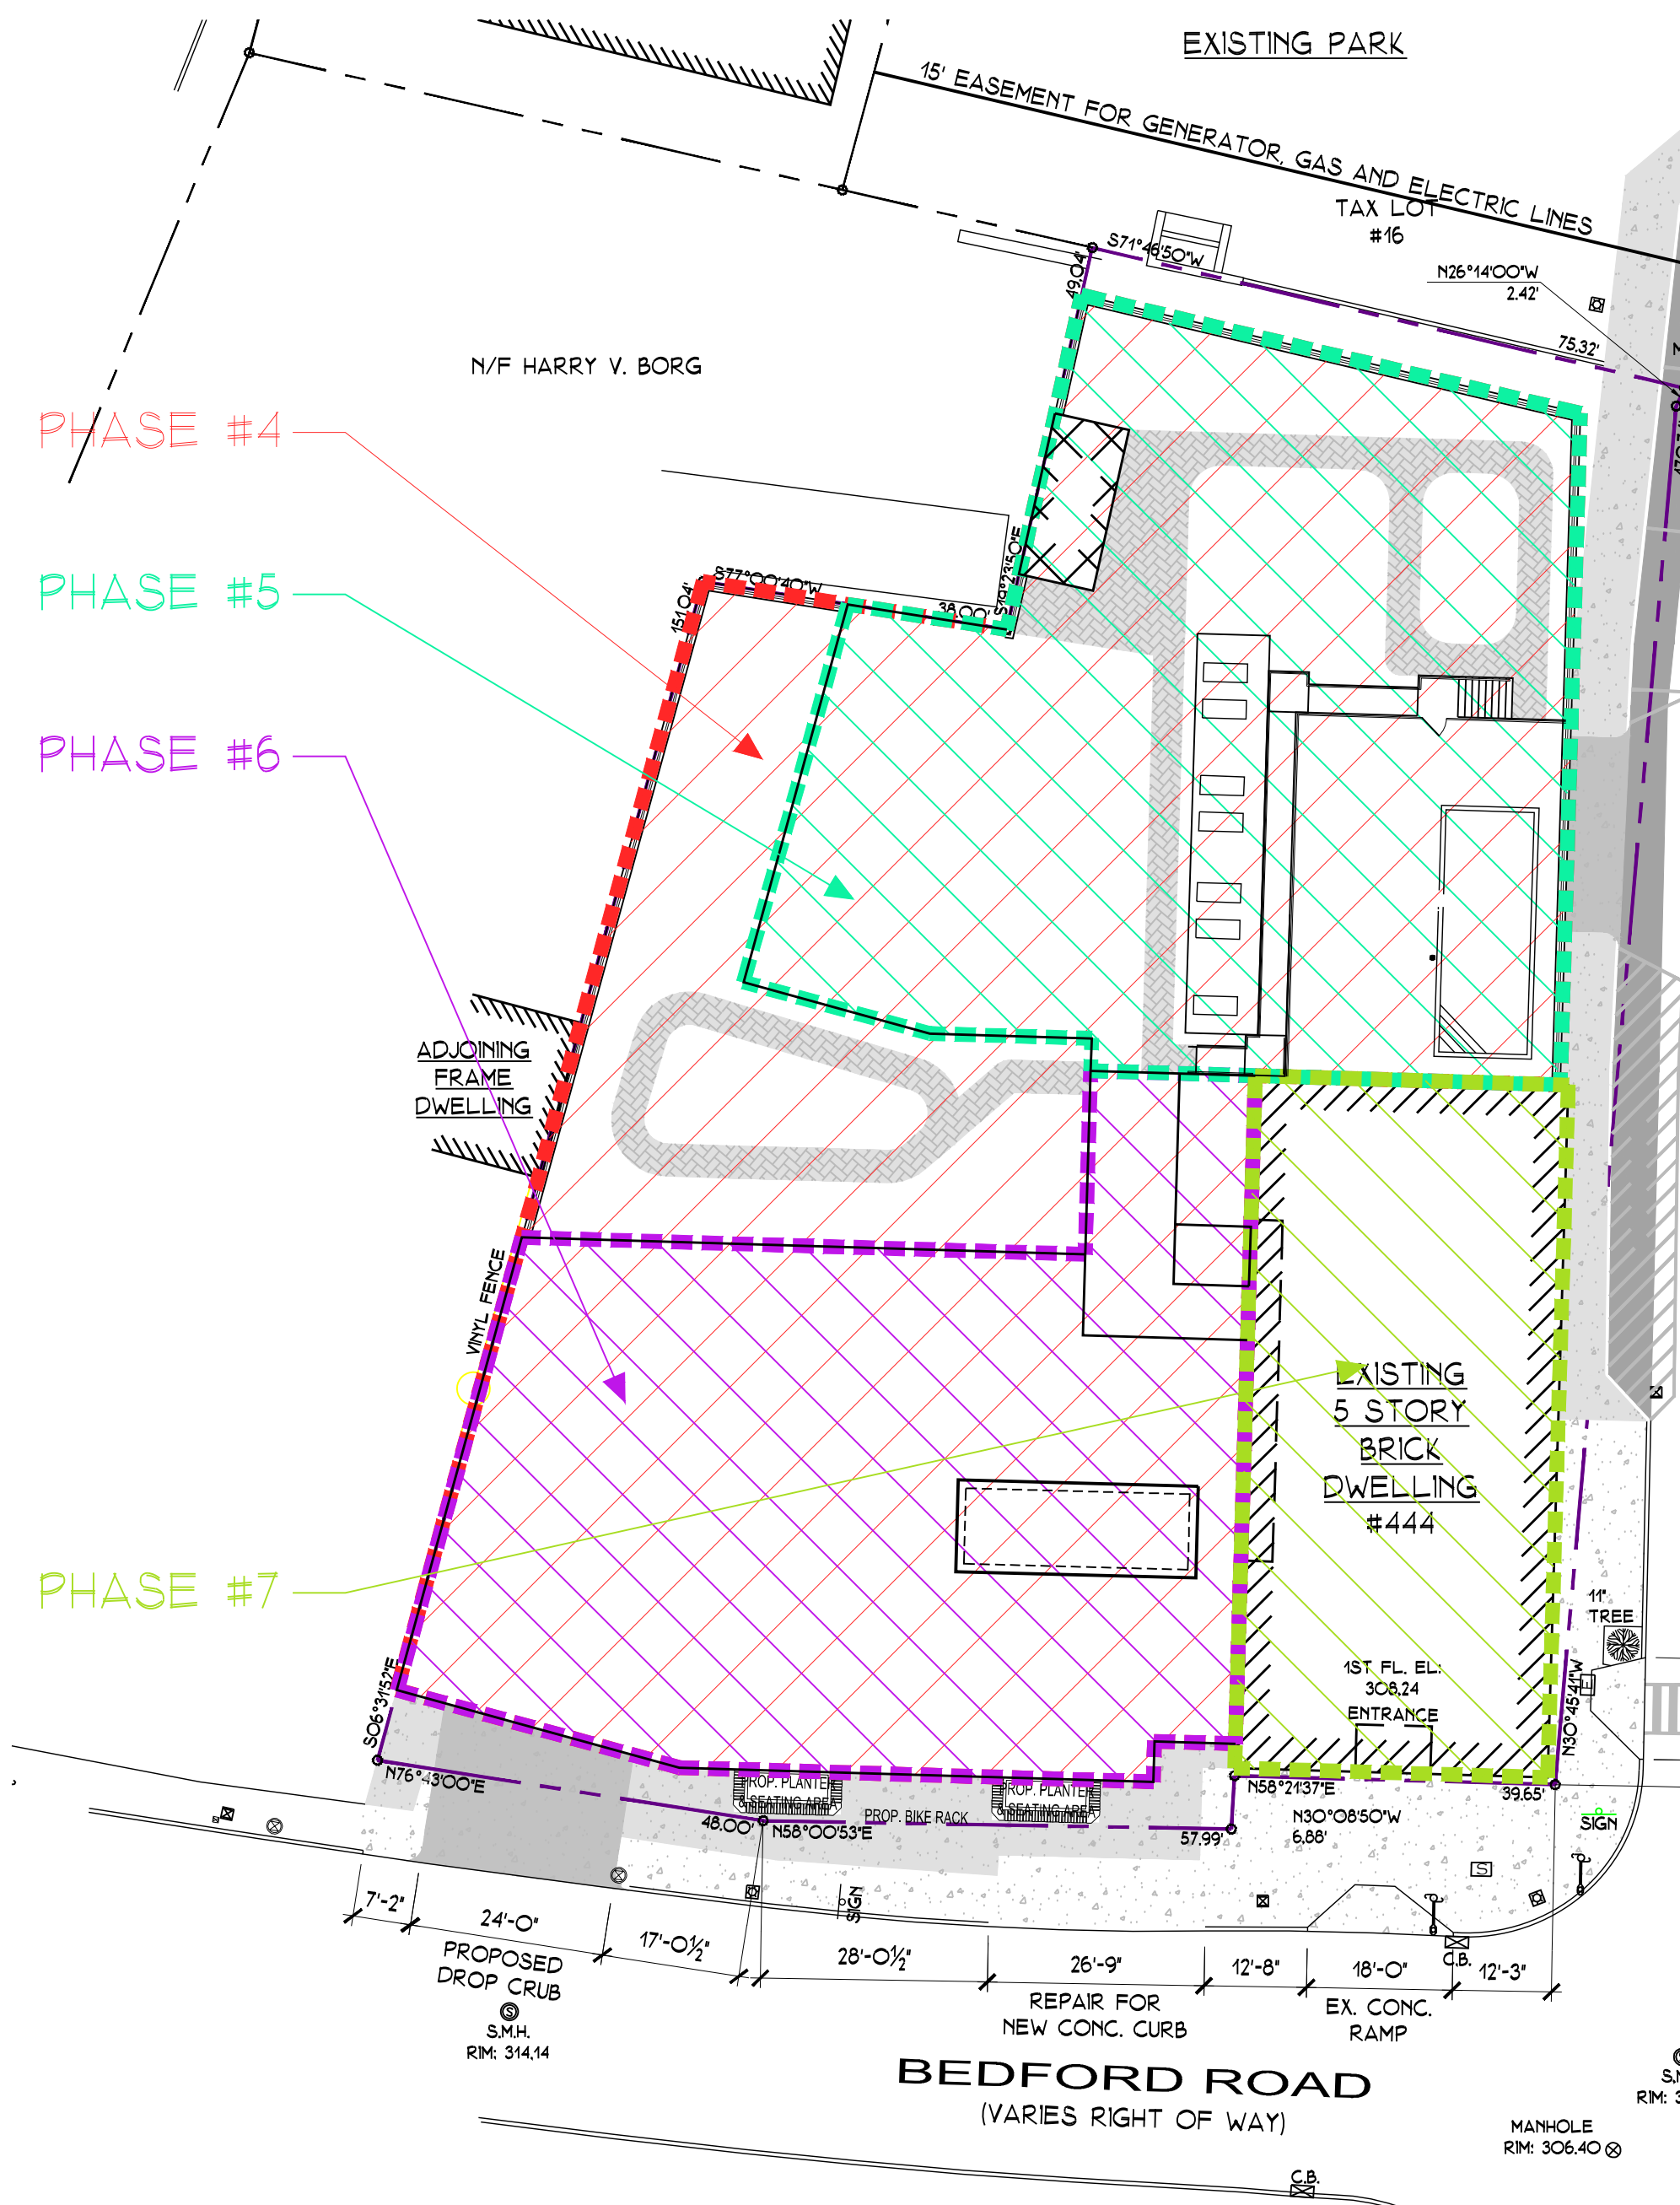 EXISTING PARK
15' EASEMENT FOR GENERATOR, GAS AND ELECTRIC LINES
TAX LOT
#16
S71°46'50"W
49.04'
N26°14'00"W
2.42'
75.32'
N/F HARRY V. BORG
PHASE #4
PHASE #5
PHASE #6
S77°00'40"W
38.00'
S19°23'50"E
151.04'
ADJOINING
FRAME
DWELLING
VINYL FENCE
EXISTING
5 STORY
BRICK
DWELLING
#444
PHASE #7
11"
TREE
1ST FL. EL:
308.24
ENTRANCE
E
N30°45'41"W
S06°31'52"E
N76°43'00"E
48.00'
ROP. PLANTER
SEATING AREA
PROP. BIKE RACK
ROP. PLANTER
SEATING AREA
N58°00'53"E
57.99'
N58°21'37"E
39.65'
N30°08'50"W
6.88'
SIGN
S
SIGN
7'-2"
24'-0"
17'-0½"
28'-0½"
26'-9"
12'-8"
18'-0"
C.B.
12'-3"
PROPOSED
DROP CRUB
S
S.M.H.
RIM: 314.14
REPAIR FOR
NEW CONC. CURB
EX. CONC.
RAMP
BEDFORD ROAD
(VARIES RIGHT OF WAY)
MANHOLE
RIM: 306.40
C.B.